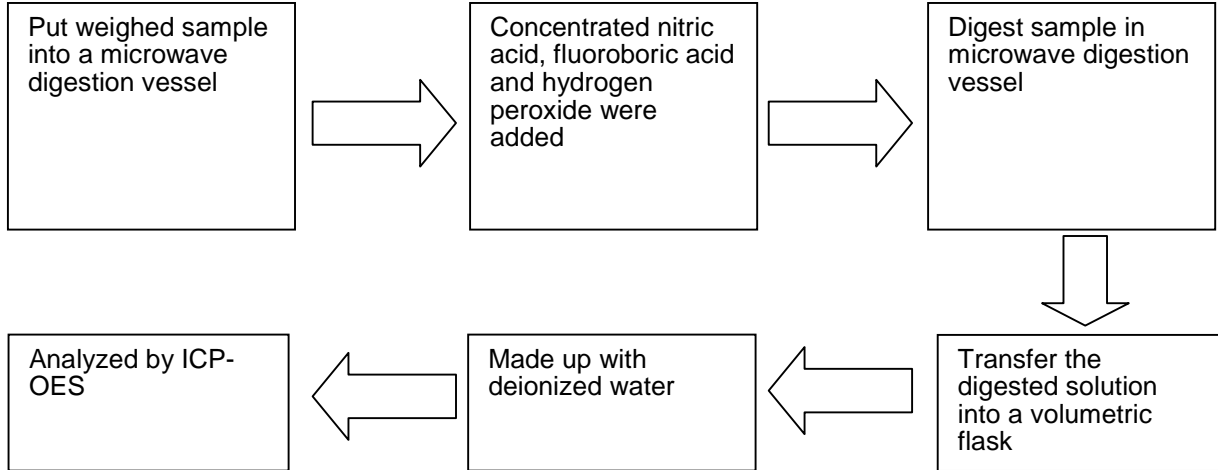 Put weighed sample
into a microwave
digestion vessel
Concentrated nitric
acid, fluoroboric acid
and hydrogen
peroxide were
added
Digest sample in
microwave digestion
vessel
Transfer the
digested solution
into a volumetric
flask
Made up with
deionized water
Analyzed by ICP-
OES